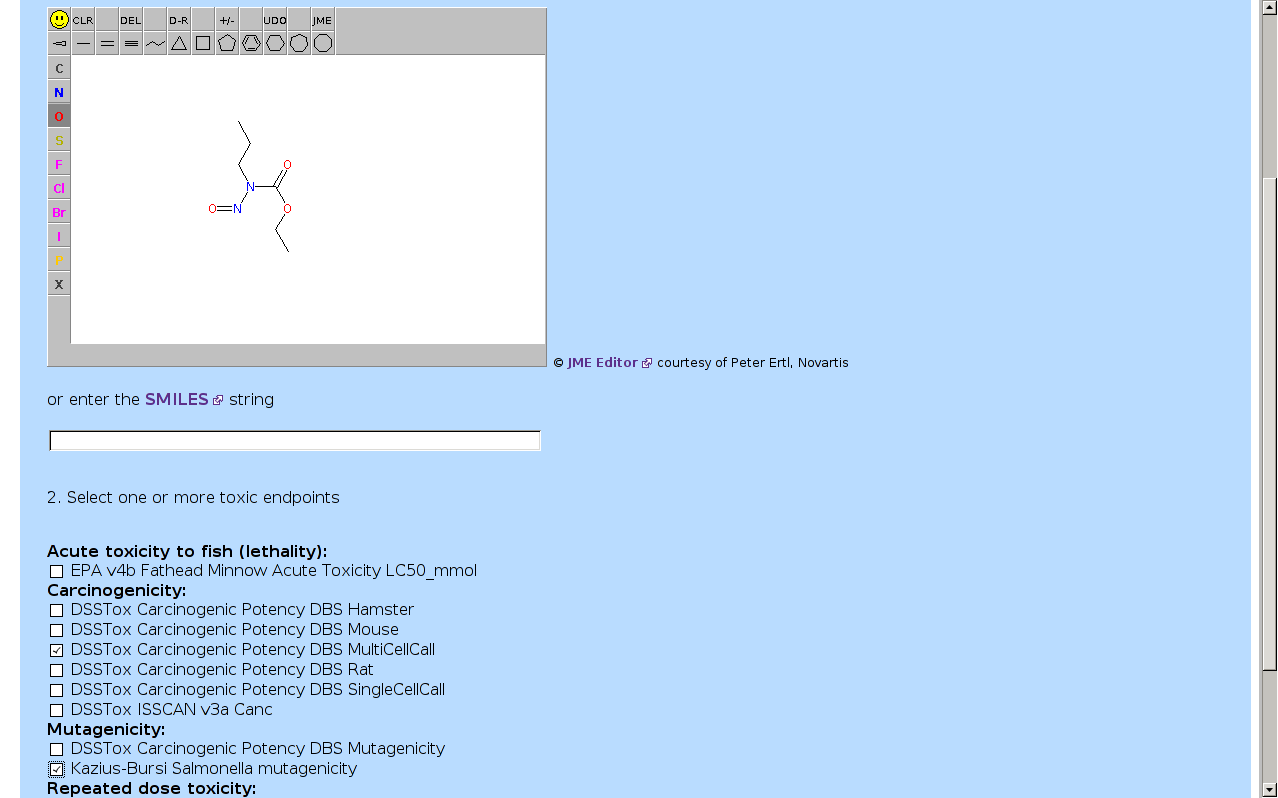 CLR DEL D-R +/- UDO JME
C
N
O
S
F
Cl
Br
I
P
X
O
N
O=N
O
© JME Editor courtesy of Peter Ertl, Novartis
or enter the SMILES string
2. Select one or more toxic endpoints
Acute toxicity to fish (lethality):
EPA v4b Fathead Minnow Acute Toxicity LC50_mmol
Carcinogenicity:
DSSTox Carcinogenic Potency DBS Hamster
DSSTox Carcinogenic Potency DBS Mouse
DSSTox Carcinogenic Potency DBS MultiCellCall
DSSTox Carcinogenic Potency DBS Rat
DSSTox Carcinogenic Potency DBS SingleCellCall
DSSTox ISSCAN v3a Canc
Mutagenicity:
DSSTox Carcinogenic Potency DBS Mutagenicity
Kazius-Bursi Salmonella mutagenicity
Repeated dose toxicity: